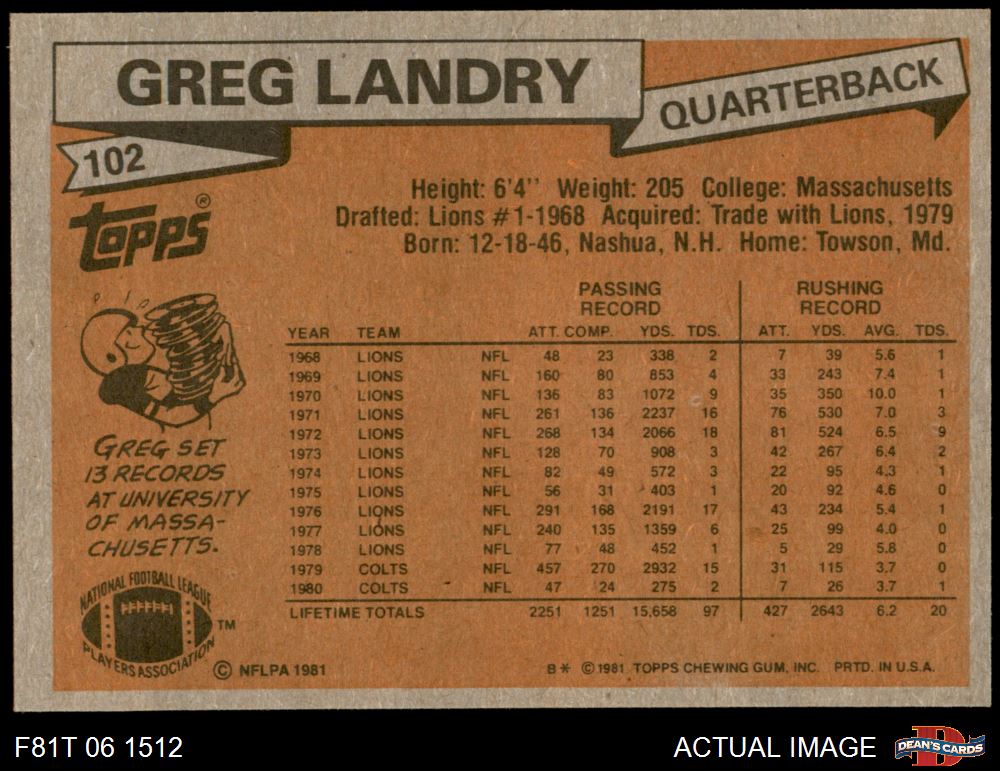 GREG LANDRY
QUARTERBACK
102
topps®
Height: 6'4" Weight: 205 College: Massachusetts
Drafted: Lions #1-1968 Acquired: Trade with Lions, 1979
Born: 12-18-46, Nashua, N.H. Home: Towson, Md.
PASSING RECORD RUSHING RECORD
YEAR TEAM ATT. COMP. YDS. TDS. ATT. YDS. AVG. TDS.
1968 LIONS NFL 48 23 338 2 7 39 5.6 1
1969 LIONS NFL 160 80 853 4 33 243 7.4 1
1970 LIONS NFL 136 83 1072 9 35 350 10.0 1
1971 LIONS NFL 261 136 2237 16 76 530 7.0 3
1972 LIONS NFL 268 134 2066 18 81 524 6.5 9
1973 LIONS NFL 128 70 908 3 42 267 6.4 2
1974 LIONS NFL 82 49 572 3 22 95 4.3 1
1975 LIONS NFL 56 31 403 1 20 92 4.6 0
1976 LIONS NFL 291 168 2191 17 43 234 5.4 1
1977 LIONS NFL 240 135 1359 6 25 99 4.0 0
1978 LIONS NFL 77 48 452 1 5 29 5.8 0
1979 COLTS NFL 457 270 2932 15 31 115 3.7 0
1980 COLTS NFL 47 24 275 2 7 26 3.7 1
LIFETIME TOTALS 2251 1251 15,658 97 427 2643 6.2 20
GREG SET
13 RECORDS
AT UNIVERSITY
OF MASSA-
CHUSETTS.
NATIONAL FOOTBALL LEAGUE
PLAYERS ASSOCIATION
TM
© NFLPA 1981
B* © 1981 TOPPS CHEWING GUM, INC. PRTD. IN U.S.A.
F81T 06 1512
ACTUAL IMAGE
D
DEAN'S CARDS